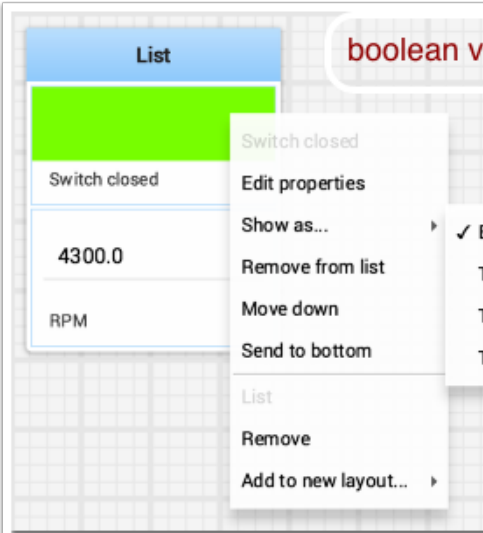 List
boolean v
Switch closed
4300.0
RPM
Switch closed
Edit properties
Show as...
Remove from list
Move down
Send to bottom
List
Remove
Add to new layout...